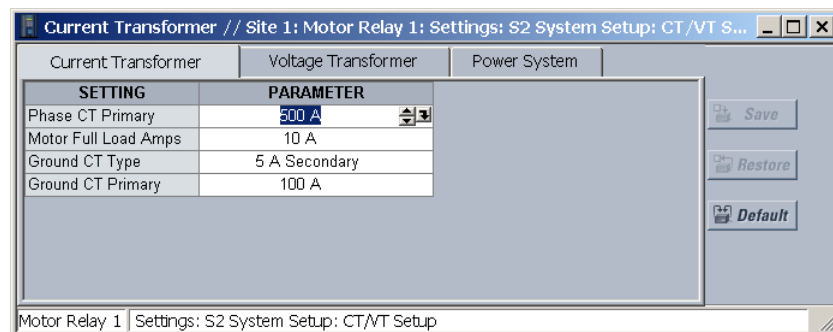 Current Transformer // Site 1: Motor Relay 1: Settings: S2 System Setup: CT/VT S...
Current Transformer Voltage Transformer Power System
SETTING PARAMETER
Phase CT Primary 500 A
Motor Full Load Amps 10 A
Ground CT Type 5 A Secondary
Ground CT Primary 100 A
Save
Restore
Default
Motor Relay 1 Settings: S2 System Setup: CT/VT Setup